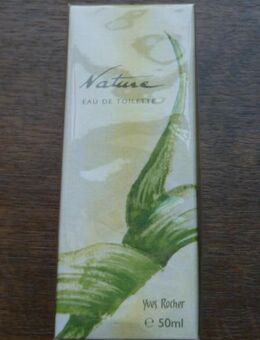 Nature
EAU DE TOILETTE
Yves Rocher
e 50ml